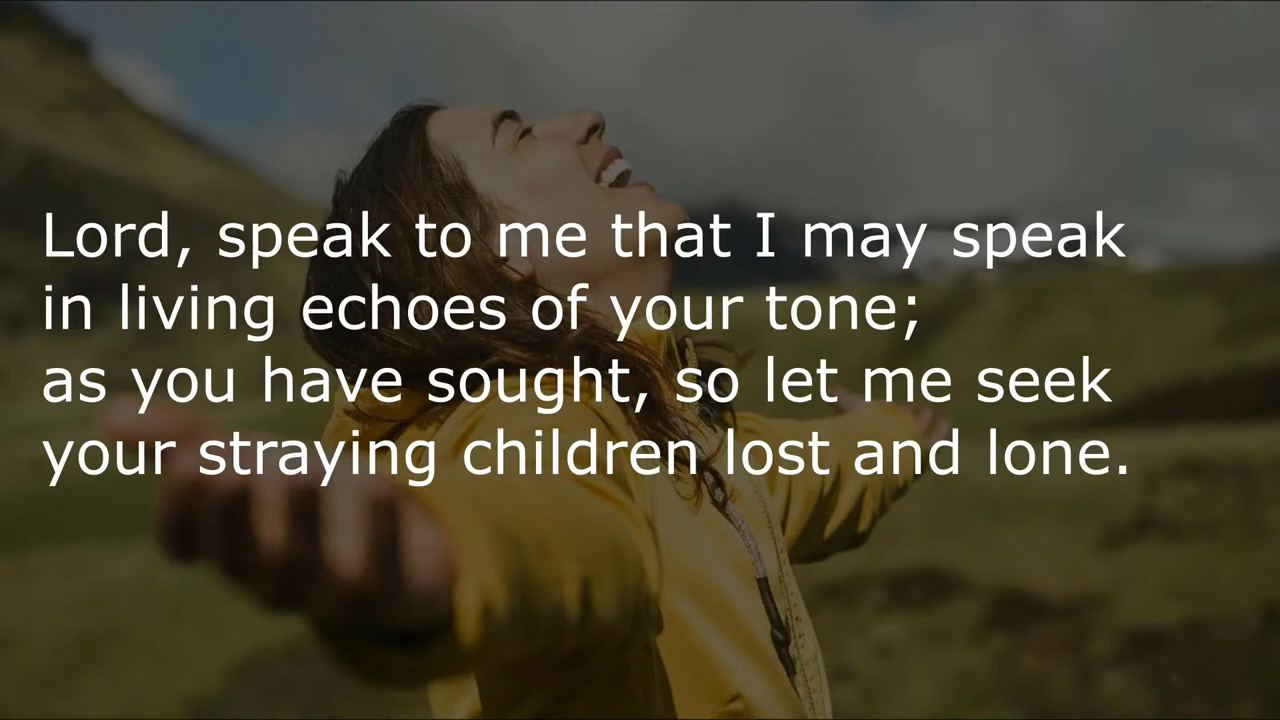 Lord, speak to me that I may speak
in living echoes of your tone;
as you have sought, so let me seek
your straying children lost and lone.